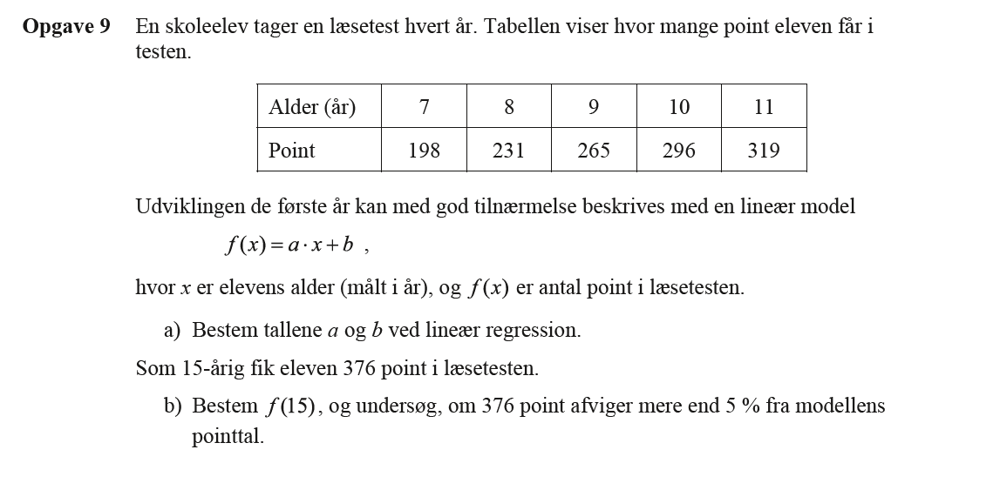 Opgave 9 En skoleelev tager en læsetest hvert år. Tabellen viser hvor mange point eleven får i
testen.
Alder (år) 7 8 9 10 11
Point 198 231 265 296 319
Udviklingen de første år kan med god tilnærmelse beskrives med en lineær model
f(x) = a · x + b ,
hvor x er elevens alder (målt i år), og f(x) er antal point i læsetesten.
a) Bestem tallene a og b ved lineær regression.
Som 15-årig fik eleven 376 point i læsetesten.
b) Bestem f(15), og undersøg, om 376 point afviger mere end 5 % fra modellens
pointtal.